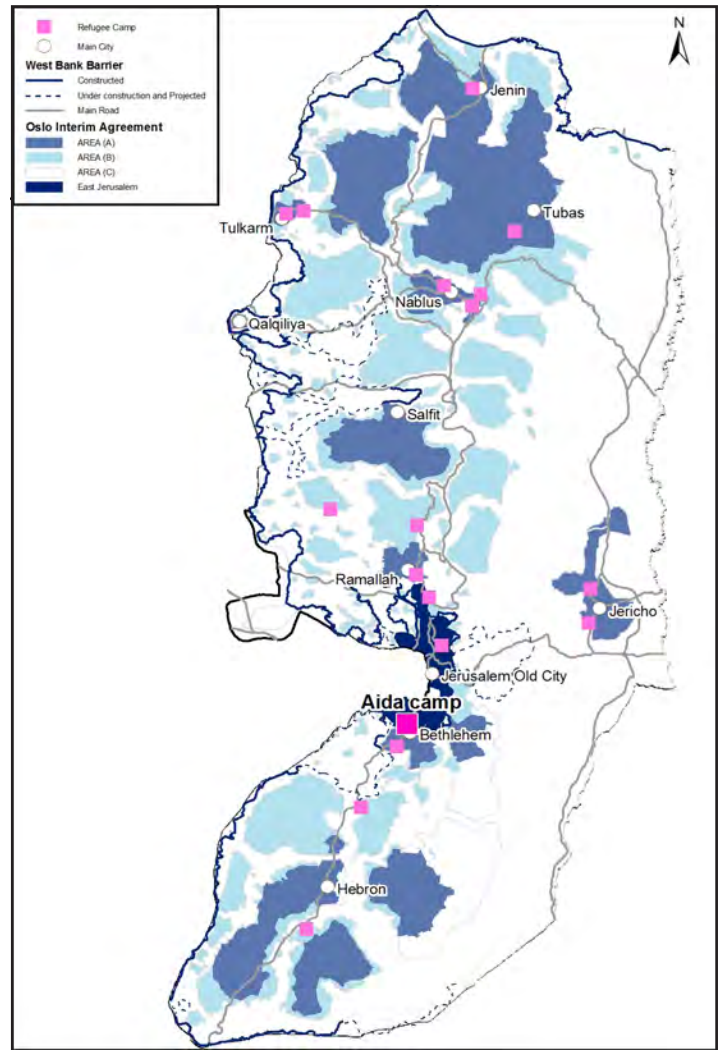 Refugee Camp
Main City
West Bank Barrier
Constructed
Under construction and Projected
Main Road
Oslo Interim Agreement
AREA (A)
AREA (B)
AREA (C)
East Jerusalem
N
Jenin
Tubas
Tulkarm
Nablus
Qalqiliya
Salfit
Ramallah
Jericho
Jerusalem Old City
Aida camp
Bethlehem
Hebron